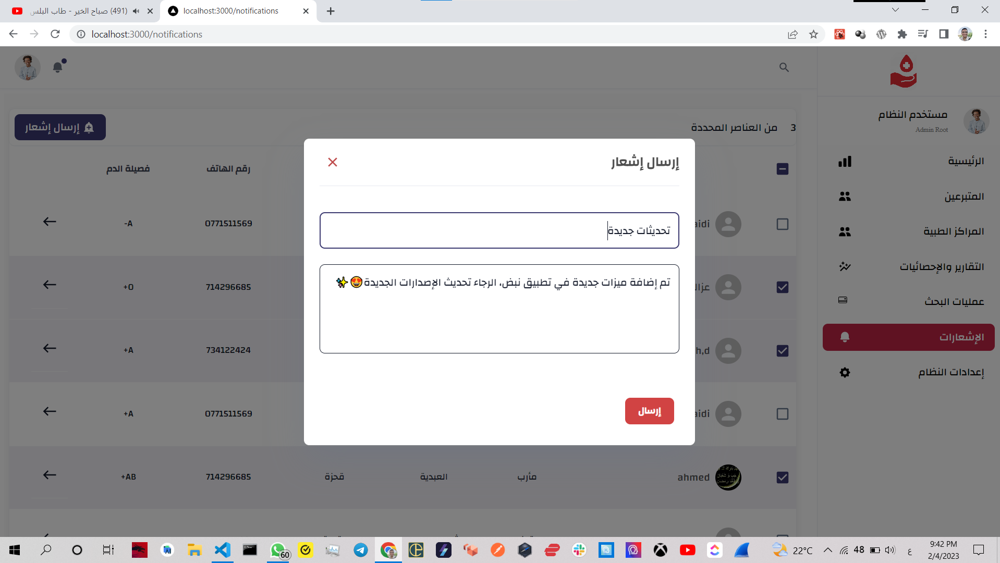 (491) صباح الخير - طاب البلس
localhost:3000/notifications
localhost:3000/notifications
إرسال إشعار
3 من العناصر المحددة
رقم الهاتف
فصيلة الدم
aidi
0771511569
A-
عزال
714296685
O+
h,d
734122424
A+
aidi
0771511569
A+
ahmed
مأرب
العبدية
قحزة
714296685
AB+
إرسال إشعار
تحديثات جديدة
تم إضافة ميزات جديدة في تطبيق نبض، الرجاء تحديث الإصدارات الجديدة😍✨
إرسال
مستخدم النظام
Admin Root
الرئيسية
المتبرعين
المراكز الطبية
التقارير والإحصائيات
عمليات البحث
الإشعارات
إعدادات النظام
60
22°C
48
ع
9:42 PM
2/4/2023